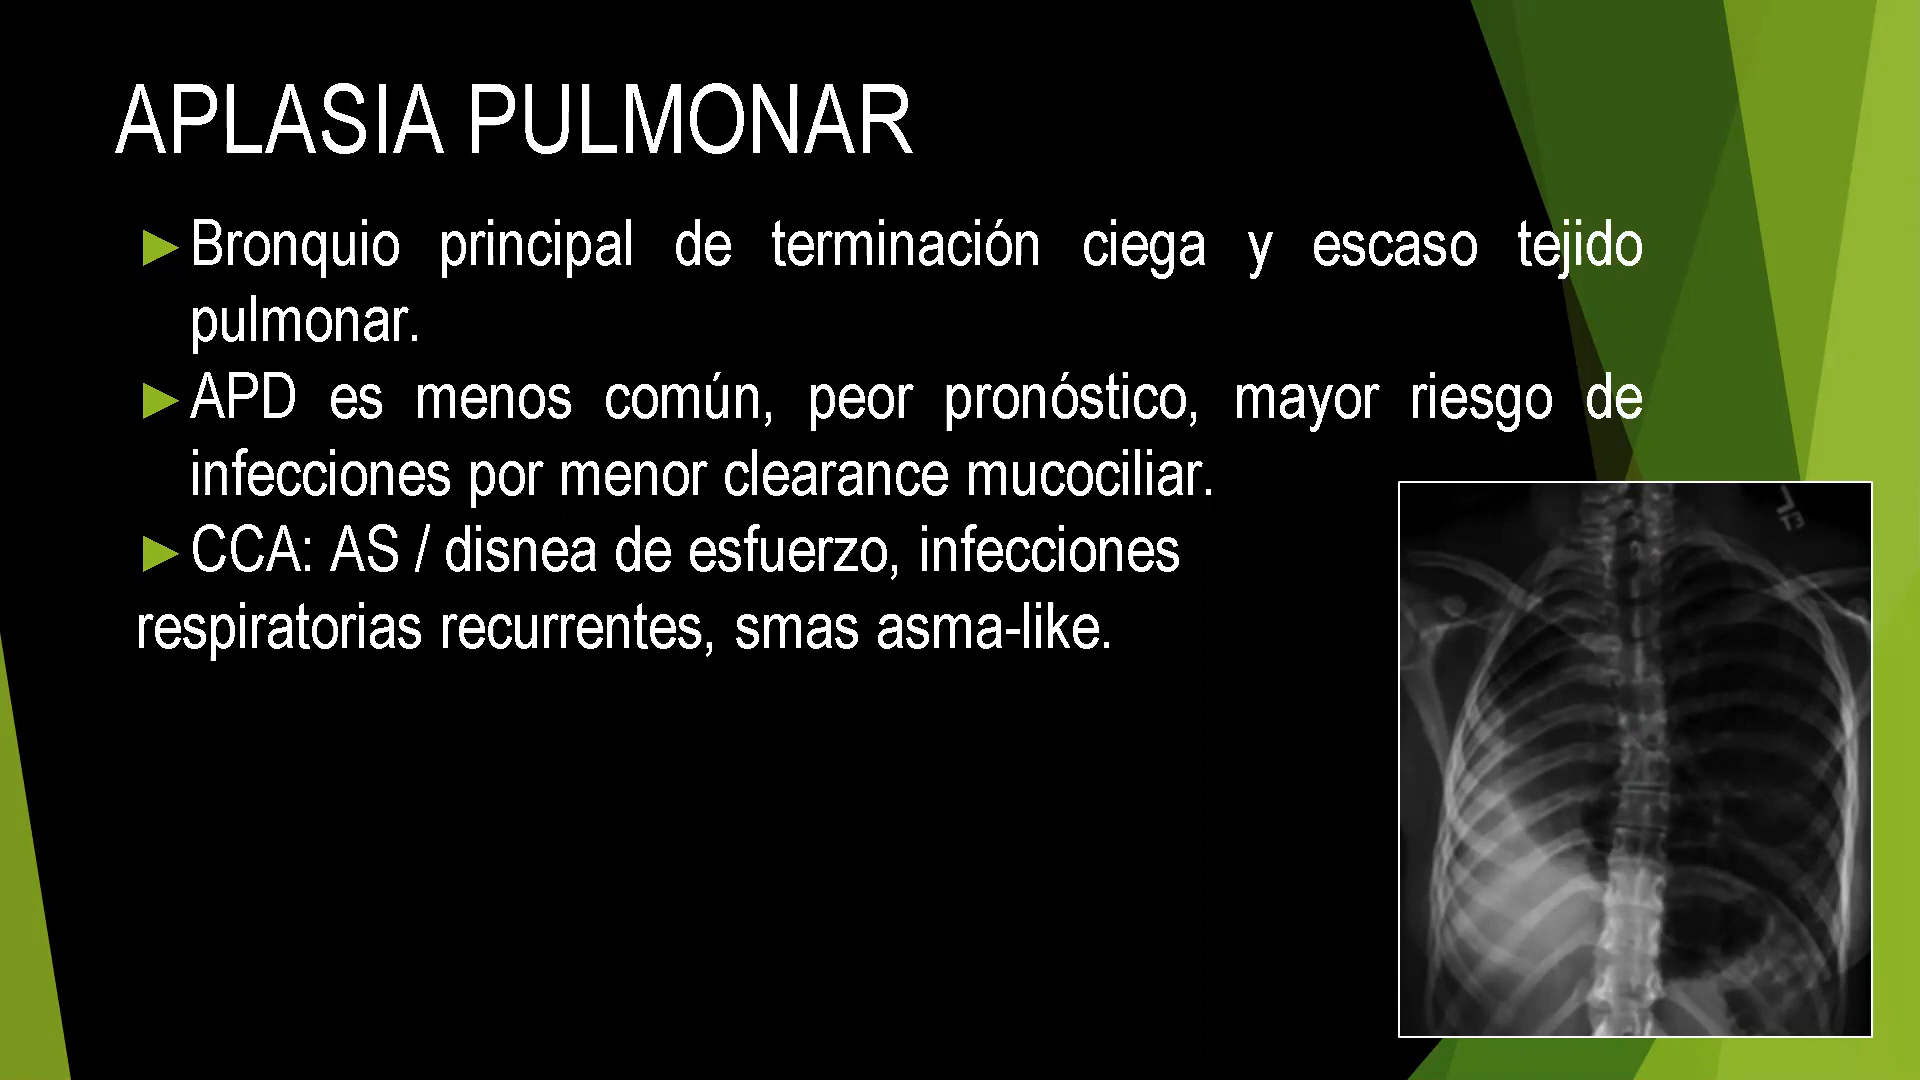 APLASIA PULMONAR
Bronquio principal de terminación ciega y escaso tejido
pulmonar.
APD es menos común, peor pronóstico, mayor riesgo de
infecciones por menor clearance mucociliar.
CCA: AS / disnea de esfuerzo, infecciones
respiratorias recurrentes, smas asma-like.